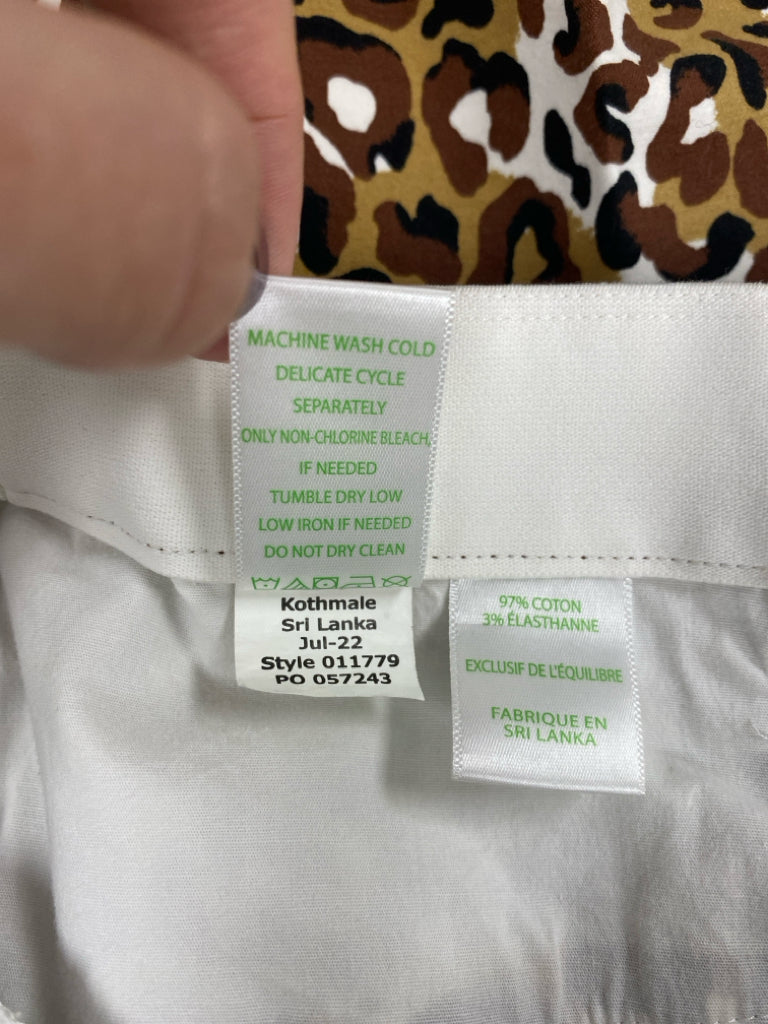 MACHINE WASH COLD
DELICATE CYCLE
SEPARATELY
ONLY NON-CHLORINE BLEACH,
IF NEEDED
TUMBLE DRY LOW
LOW IRON IF NEEDED
DO NOT DRY CLEAN
Kothmale
Sri Lanka
Jul-22
Style 011779
PO 057243
97% COTON
3% ÉLASTHANNE
EXCLUSIF DE L'ÉQUILIBRE
FABRIQUE EN
SRI LANKA